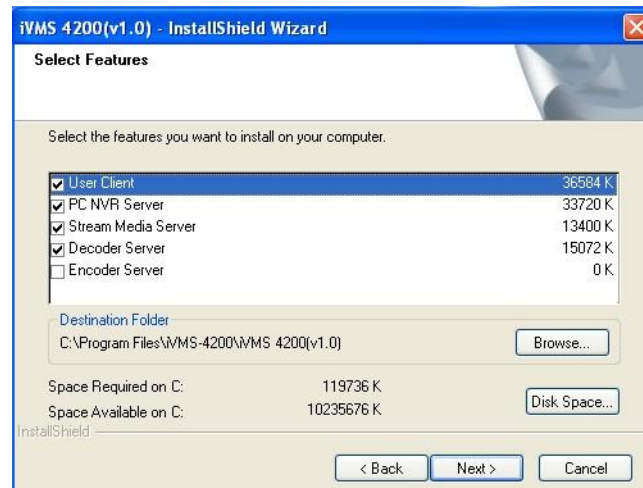 iVMS 4200(v1.0) - InstallShield Wizard
Select Features
Select the features you want to install on your computer.
User Client 36584 K
PC NVR Server 33720 K
Stream Media Server 13400 K
Decoder Server 15072 K
Encoder Server 0 K
Destination Folder
C:\Program Files\iVMS-4200\iVMS 4200(v1.0) Browse...
Space Required on C: 119736 K
Space Available on C: 10235676 K
Disk Space...
InstallShield
< Back Next > Cancel